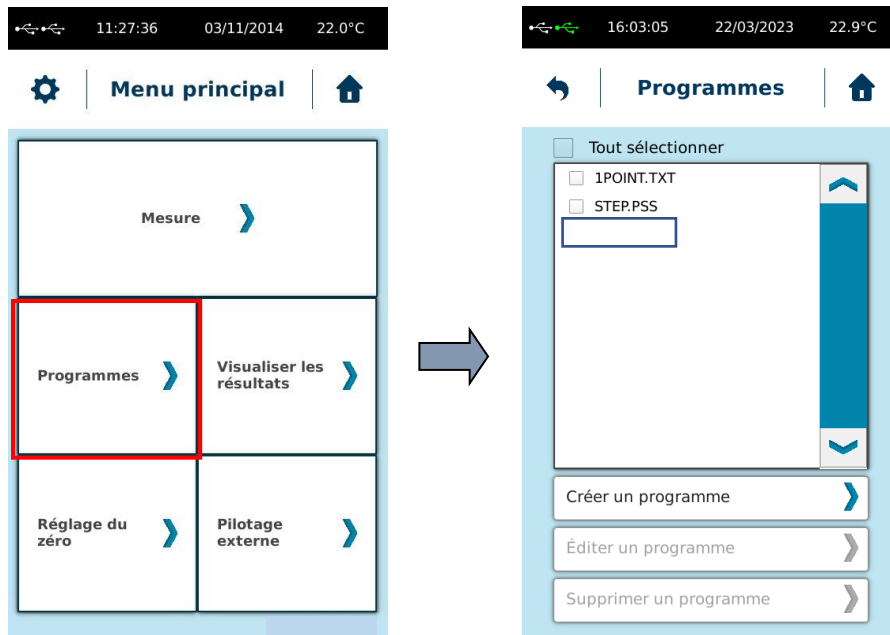 11:27:36 03/11/2014 22.0°C
Menu principal
Mesure
Programmes
Visualiser les
résultats
Réglage du
zéro
Pilotage
externe
16:03:05 22/03/2023 22.9°C
Programmes
Tout sélectionner
1POINT.TXT
STEP.PSS
Créer un programme
Éditer un programme
Supprimer un programme